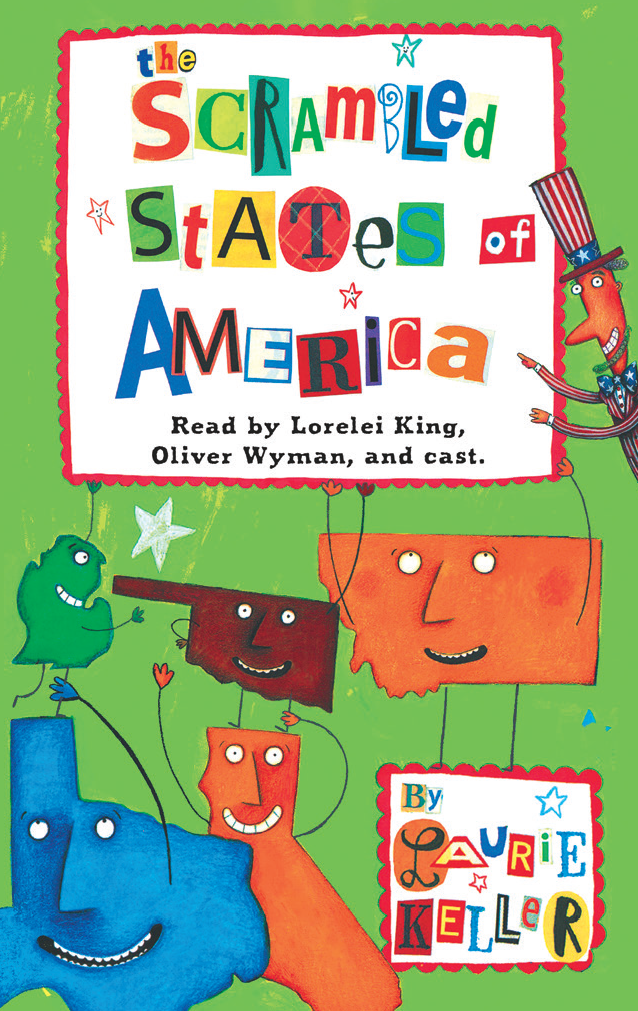 the
SCRAmBLed
StATeS of
AMERiCa
Read by Lorelei King,
Oliver Wyman, and cast.
By
LAURiE
KELLeR